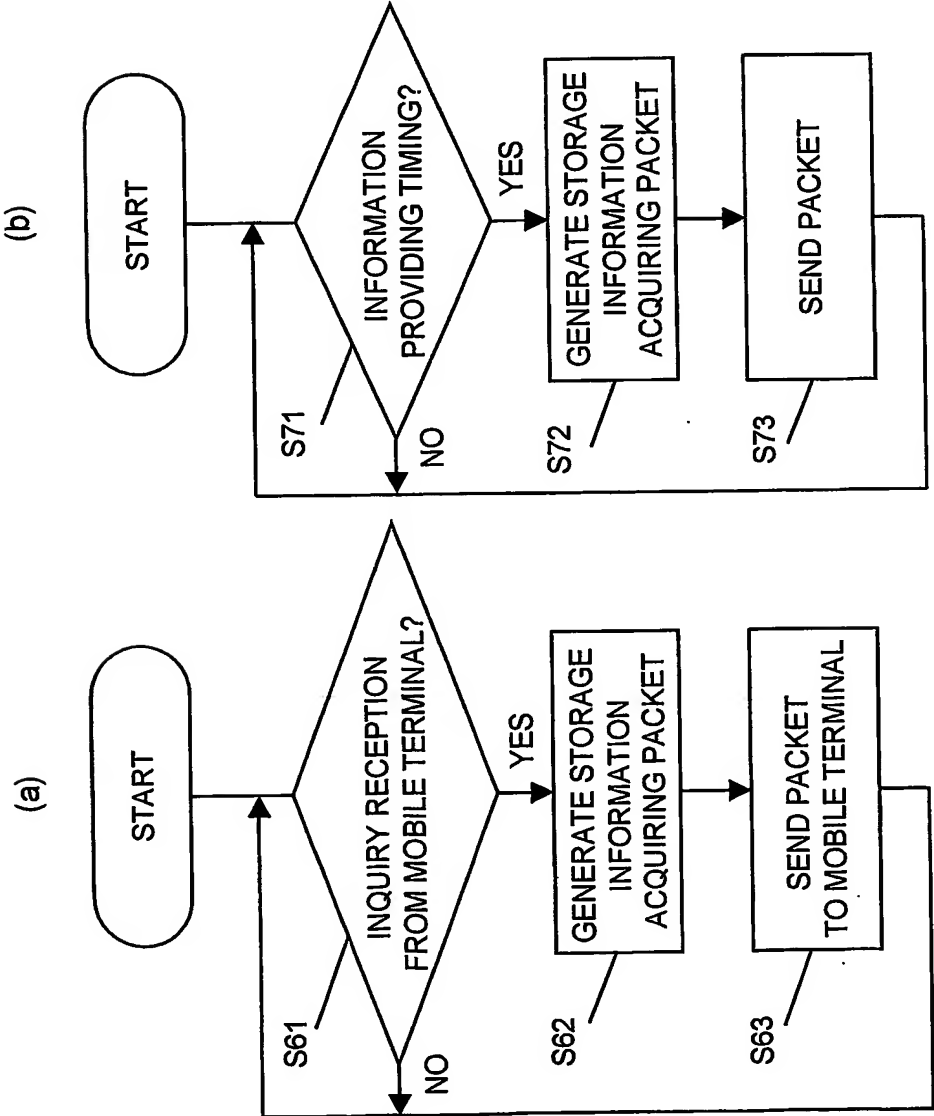 (a)
START
INQUIRY RECEPTION
FROM MOBILE TERMINAL?
S61
NO
YES
GENERATE STORAGE
INFORMATION
ACQUIRING PACKET
S62
SEND PACKET
TO MOBILE TERMINAL
S63
(b)
START
INFORMATION
PROVIDING TIMING?
S71
NO
YES
GENERATE STORAGE
INFORMATION
ACQUIRING PACKET
S72
SEND PACKET
S73